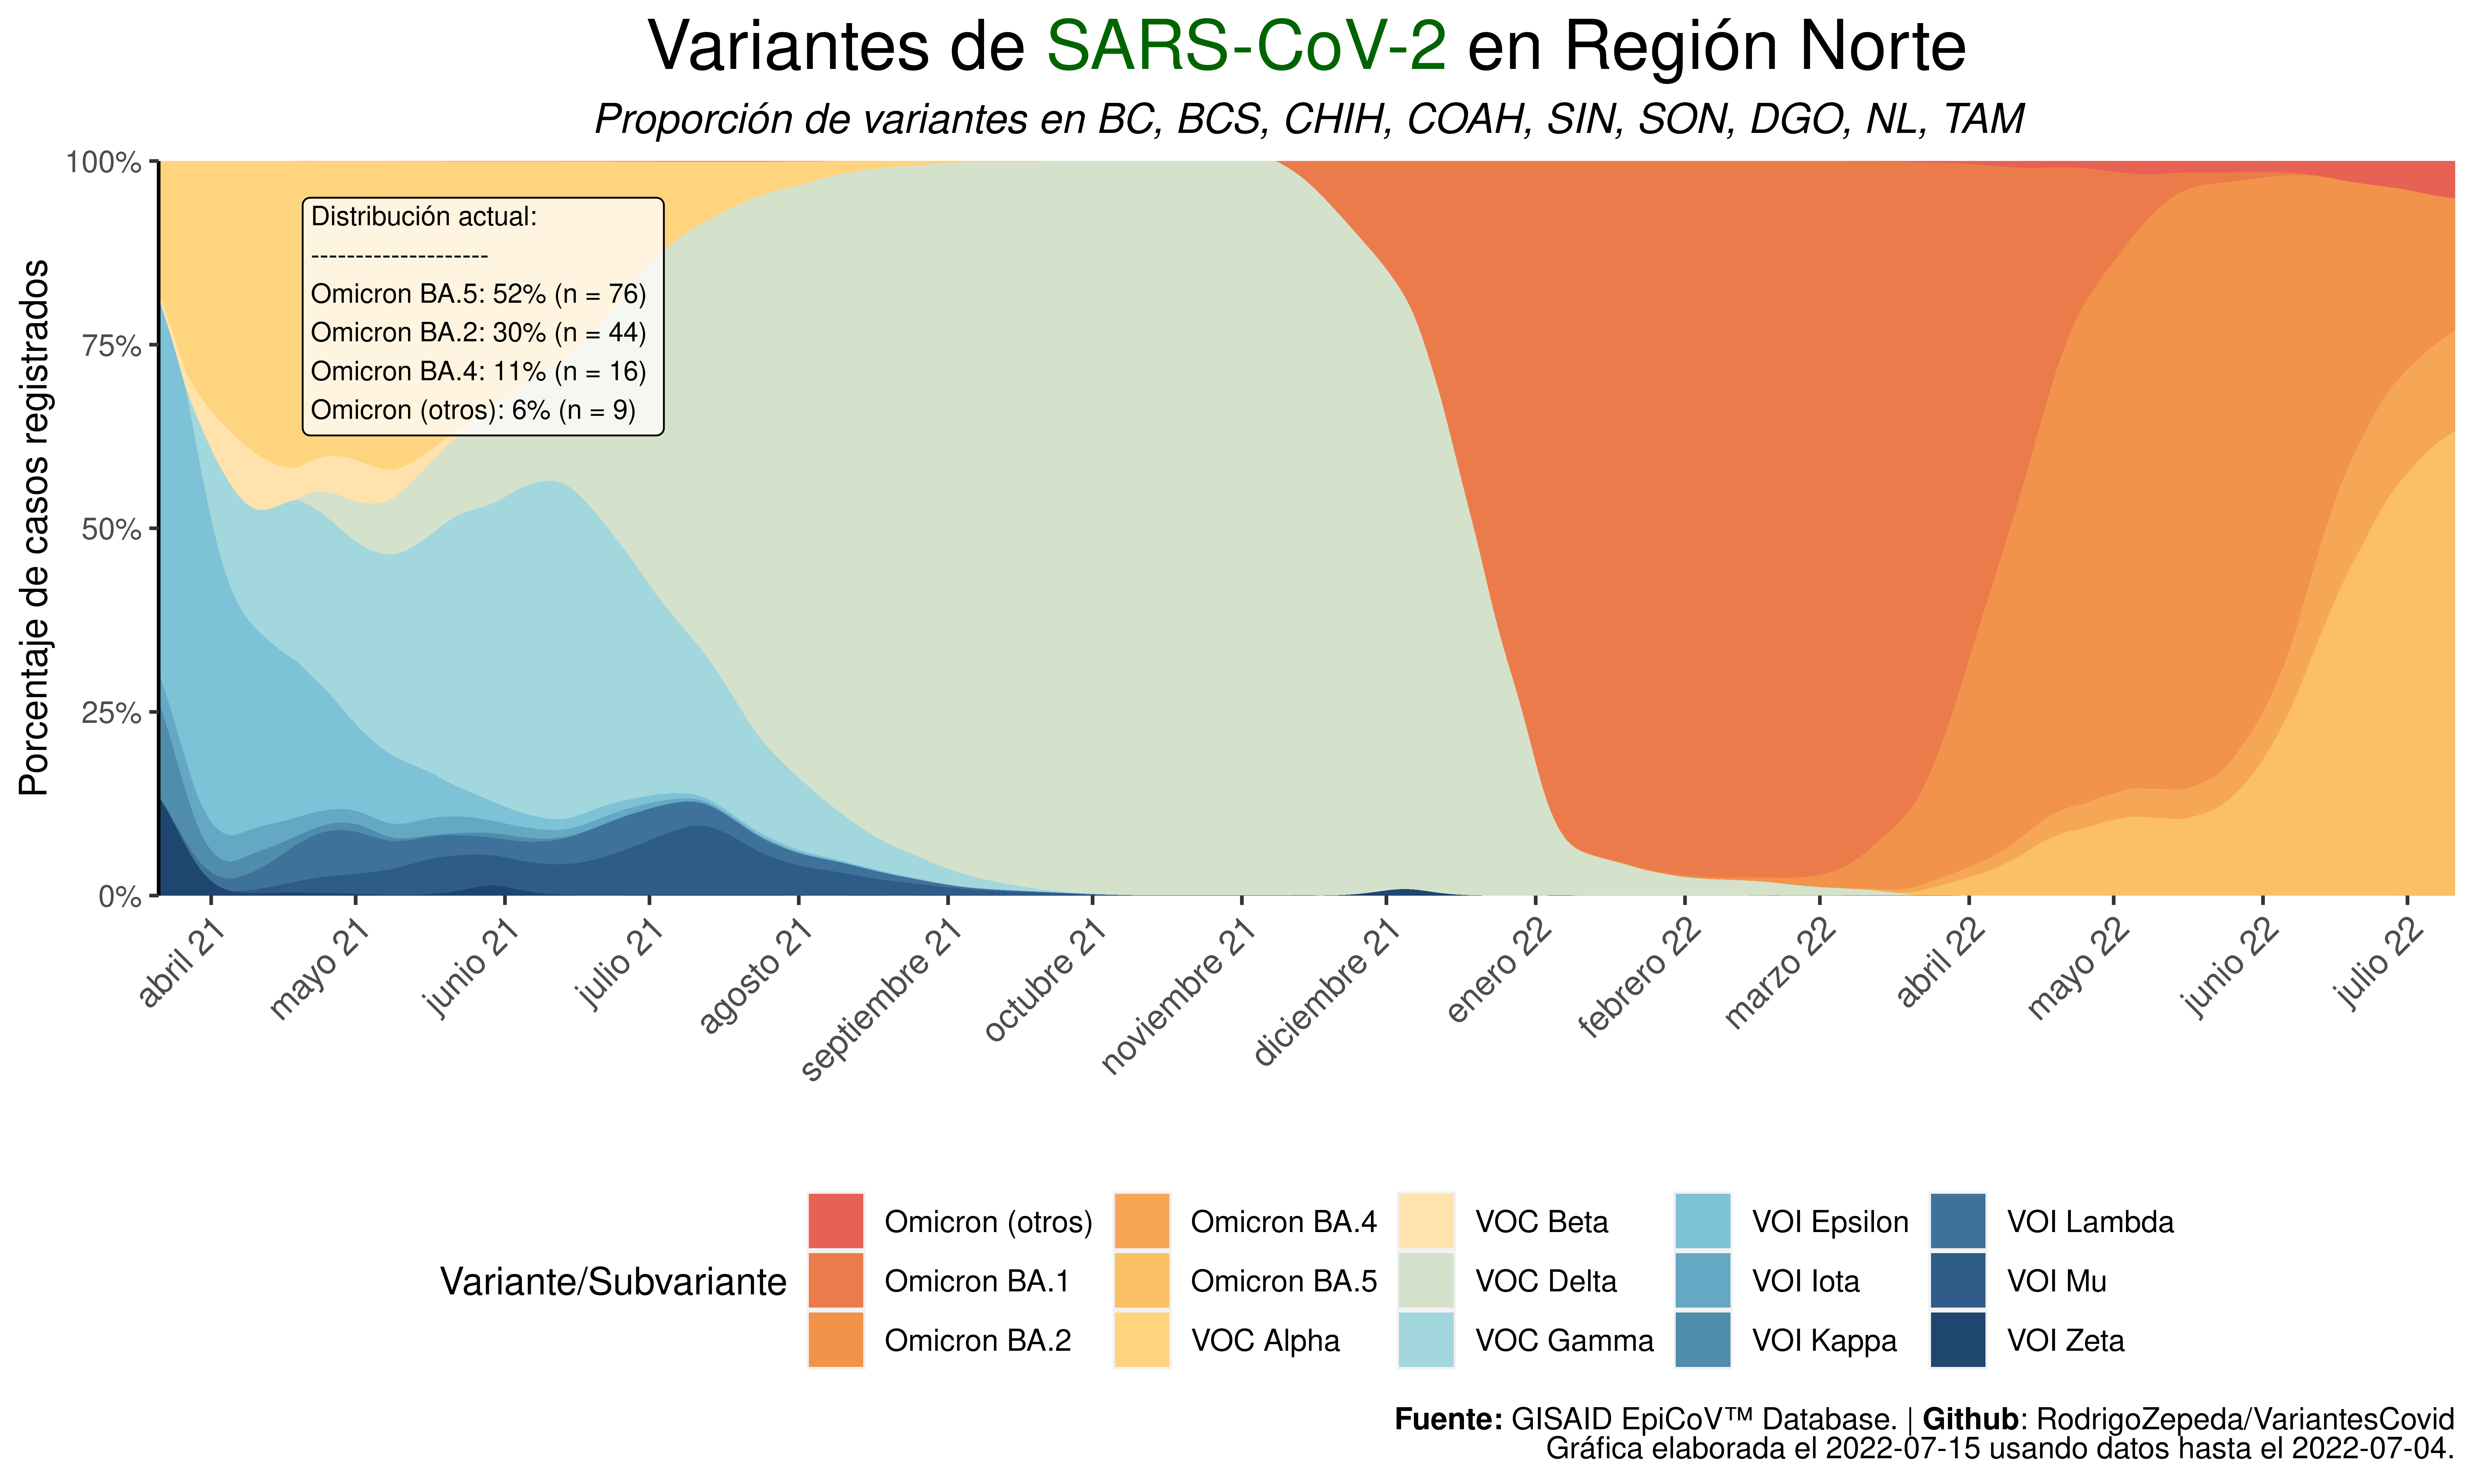 Variantes de SARS-CoV-2 en Región Norte
Proporción de variantes en BC, BCS, CHIH, COAH, SIN, SON, DGO, NL, TAM
Porcentaje de casos registrados
100%
75%
50%
25%
0%
Distribución actual:
--------------------
Omicron BA.5: 52% (n = 76)
Omicron BA.2: 30% (n = 44)
Omicron BA.4: 11% (n = 16)
Omicron (otros): 6% (n = 9)
abril 21
mayo 21
junio 21
julio 21
agosto 21
septiembre 21
octubre 21
noviembre 21
diciembre 21
enero 22
febrero 22
marzo 22
abril 22
mayo 22
junio 22
julio 22
Variante/Subvariante
Omicron (otros)
Omicron BA.1
Omicron BA.2
Omicron BA.4
Omicron BA.5
VOC Alpha
VOC Beta
VOC Delta
VOC Gamma
VOI Epsilon
VOI Iota
VOI Kappa
VOI Lambda
VOI Mu
VOI Zeta
Fuente: GISAID EpiCoV™ Database. | Github: RodrigoZepeda/VariantesCovid
Gráfica elaborada el 2022-07-15 usando datos hasta el 2022-07-04.